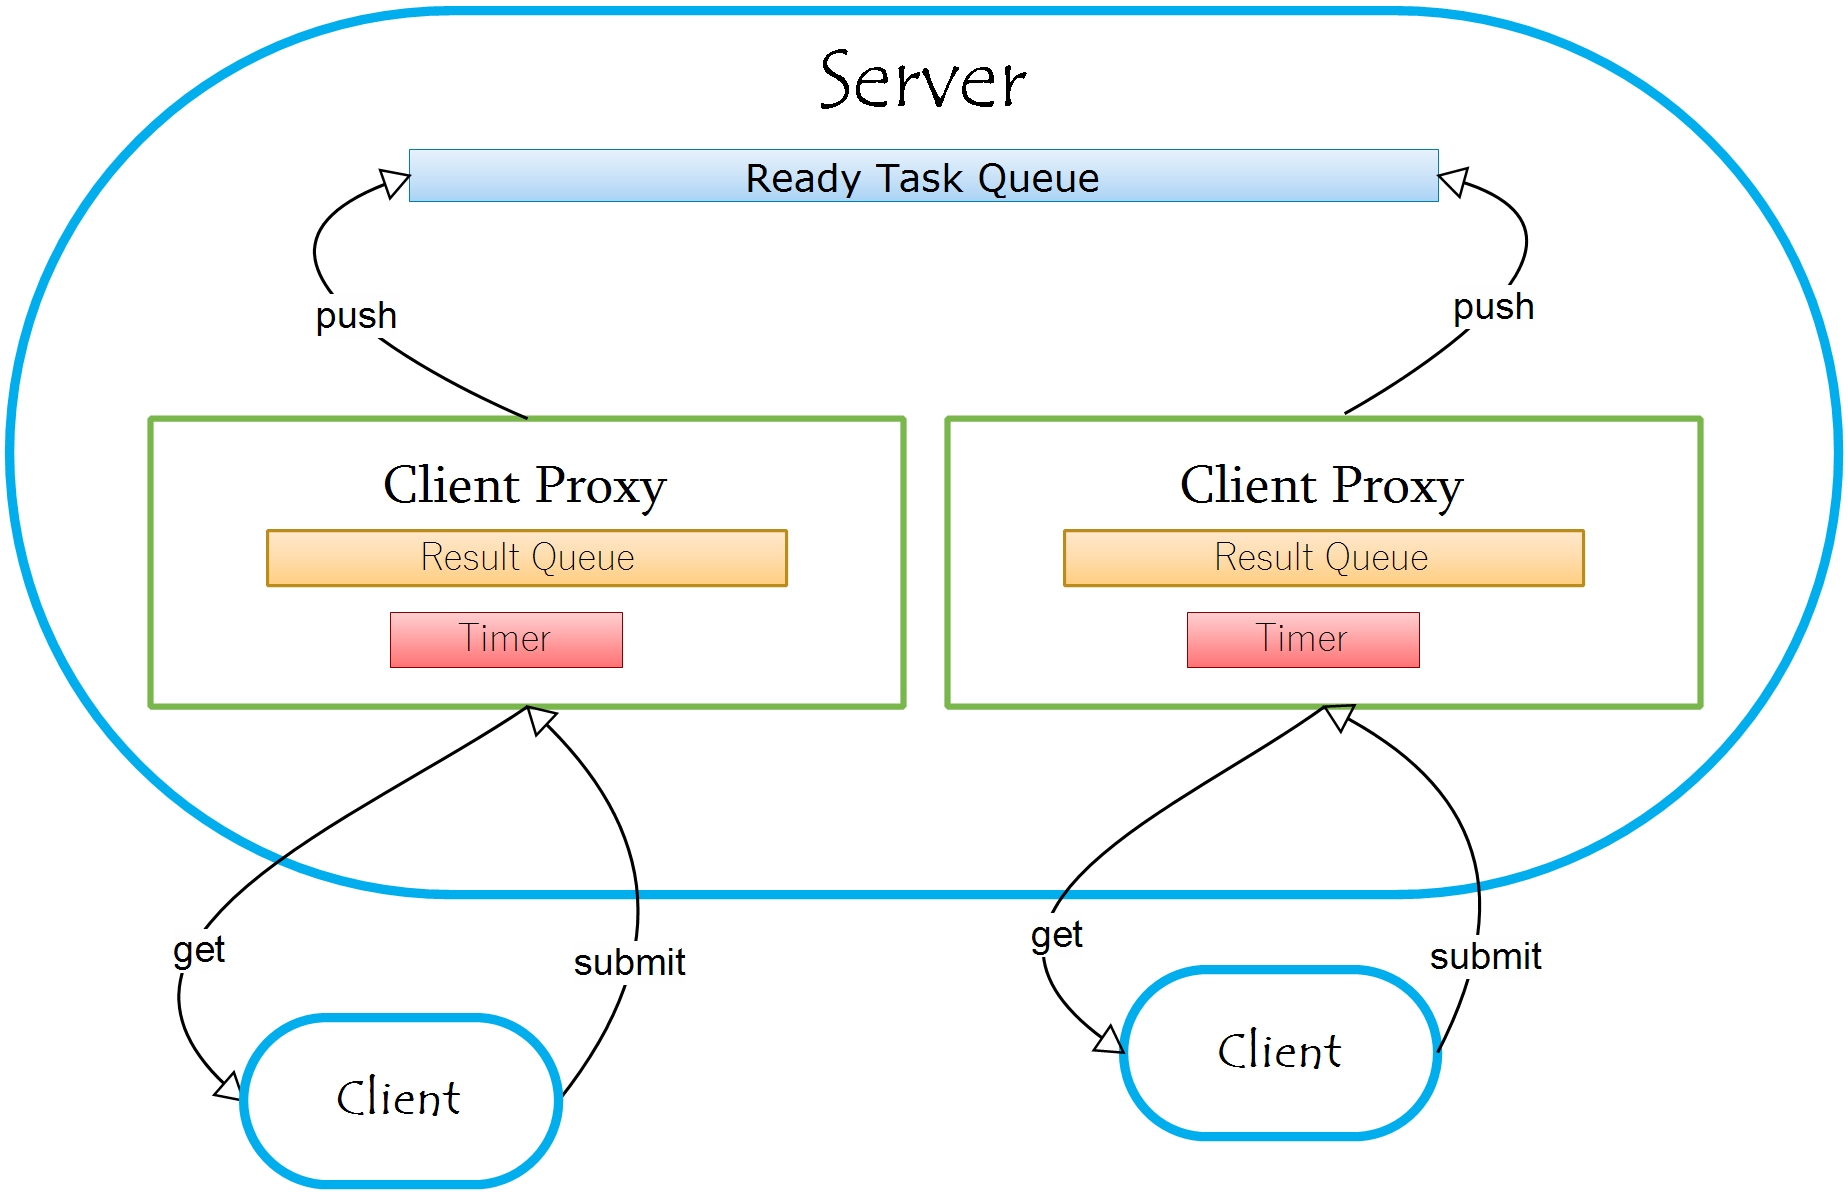 Server
Ready Task Queue
push
push
Client Proxy
Result Queue
Timer
Client Proxy
Result Queue
Timer
get
submit
Client
get
submit
Client